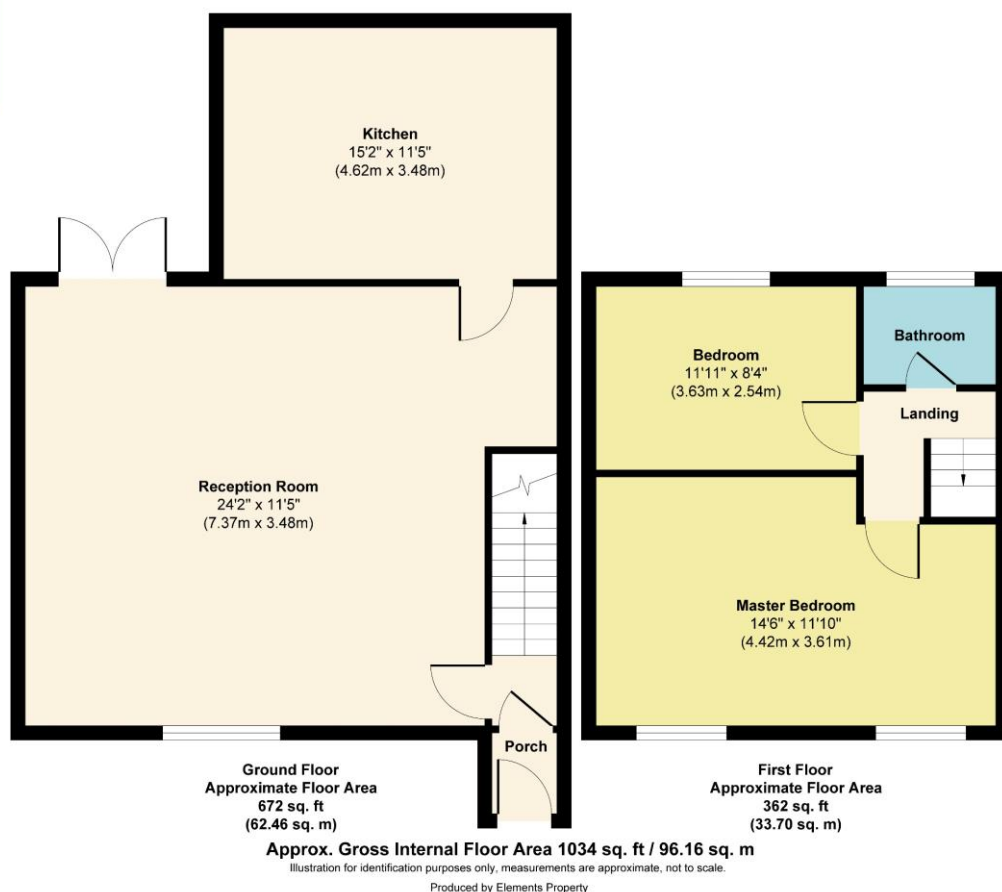 Kitchen
15'2" x 11'5"
(4.62m x 3.48m)
Reception Room
24'2" x 11'5"
(7.37m x 3.48m)
Porch
Ground Floor
Approximate Floor Area
672 sq. ft
(62.46 sq. m)
Bedroom
11'11" x 8'4"
(3.63m x 2.54m)
Bathroom
Landing
Master Bedroom
14'6" x 11'10"
(4.42m x 3.61m)
First Floor
Approximate Floor Area
362 sq. ft
(33.70 sq. m)
Approx. Gross Internal Floor Area 1034 sq. ft / 96.16 sq. m
Illustration for identification purposes only, measurements are approximate, not to scale.
Produced by Elements Property